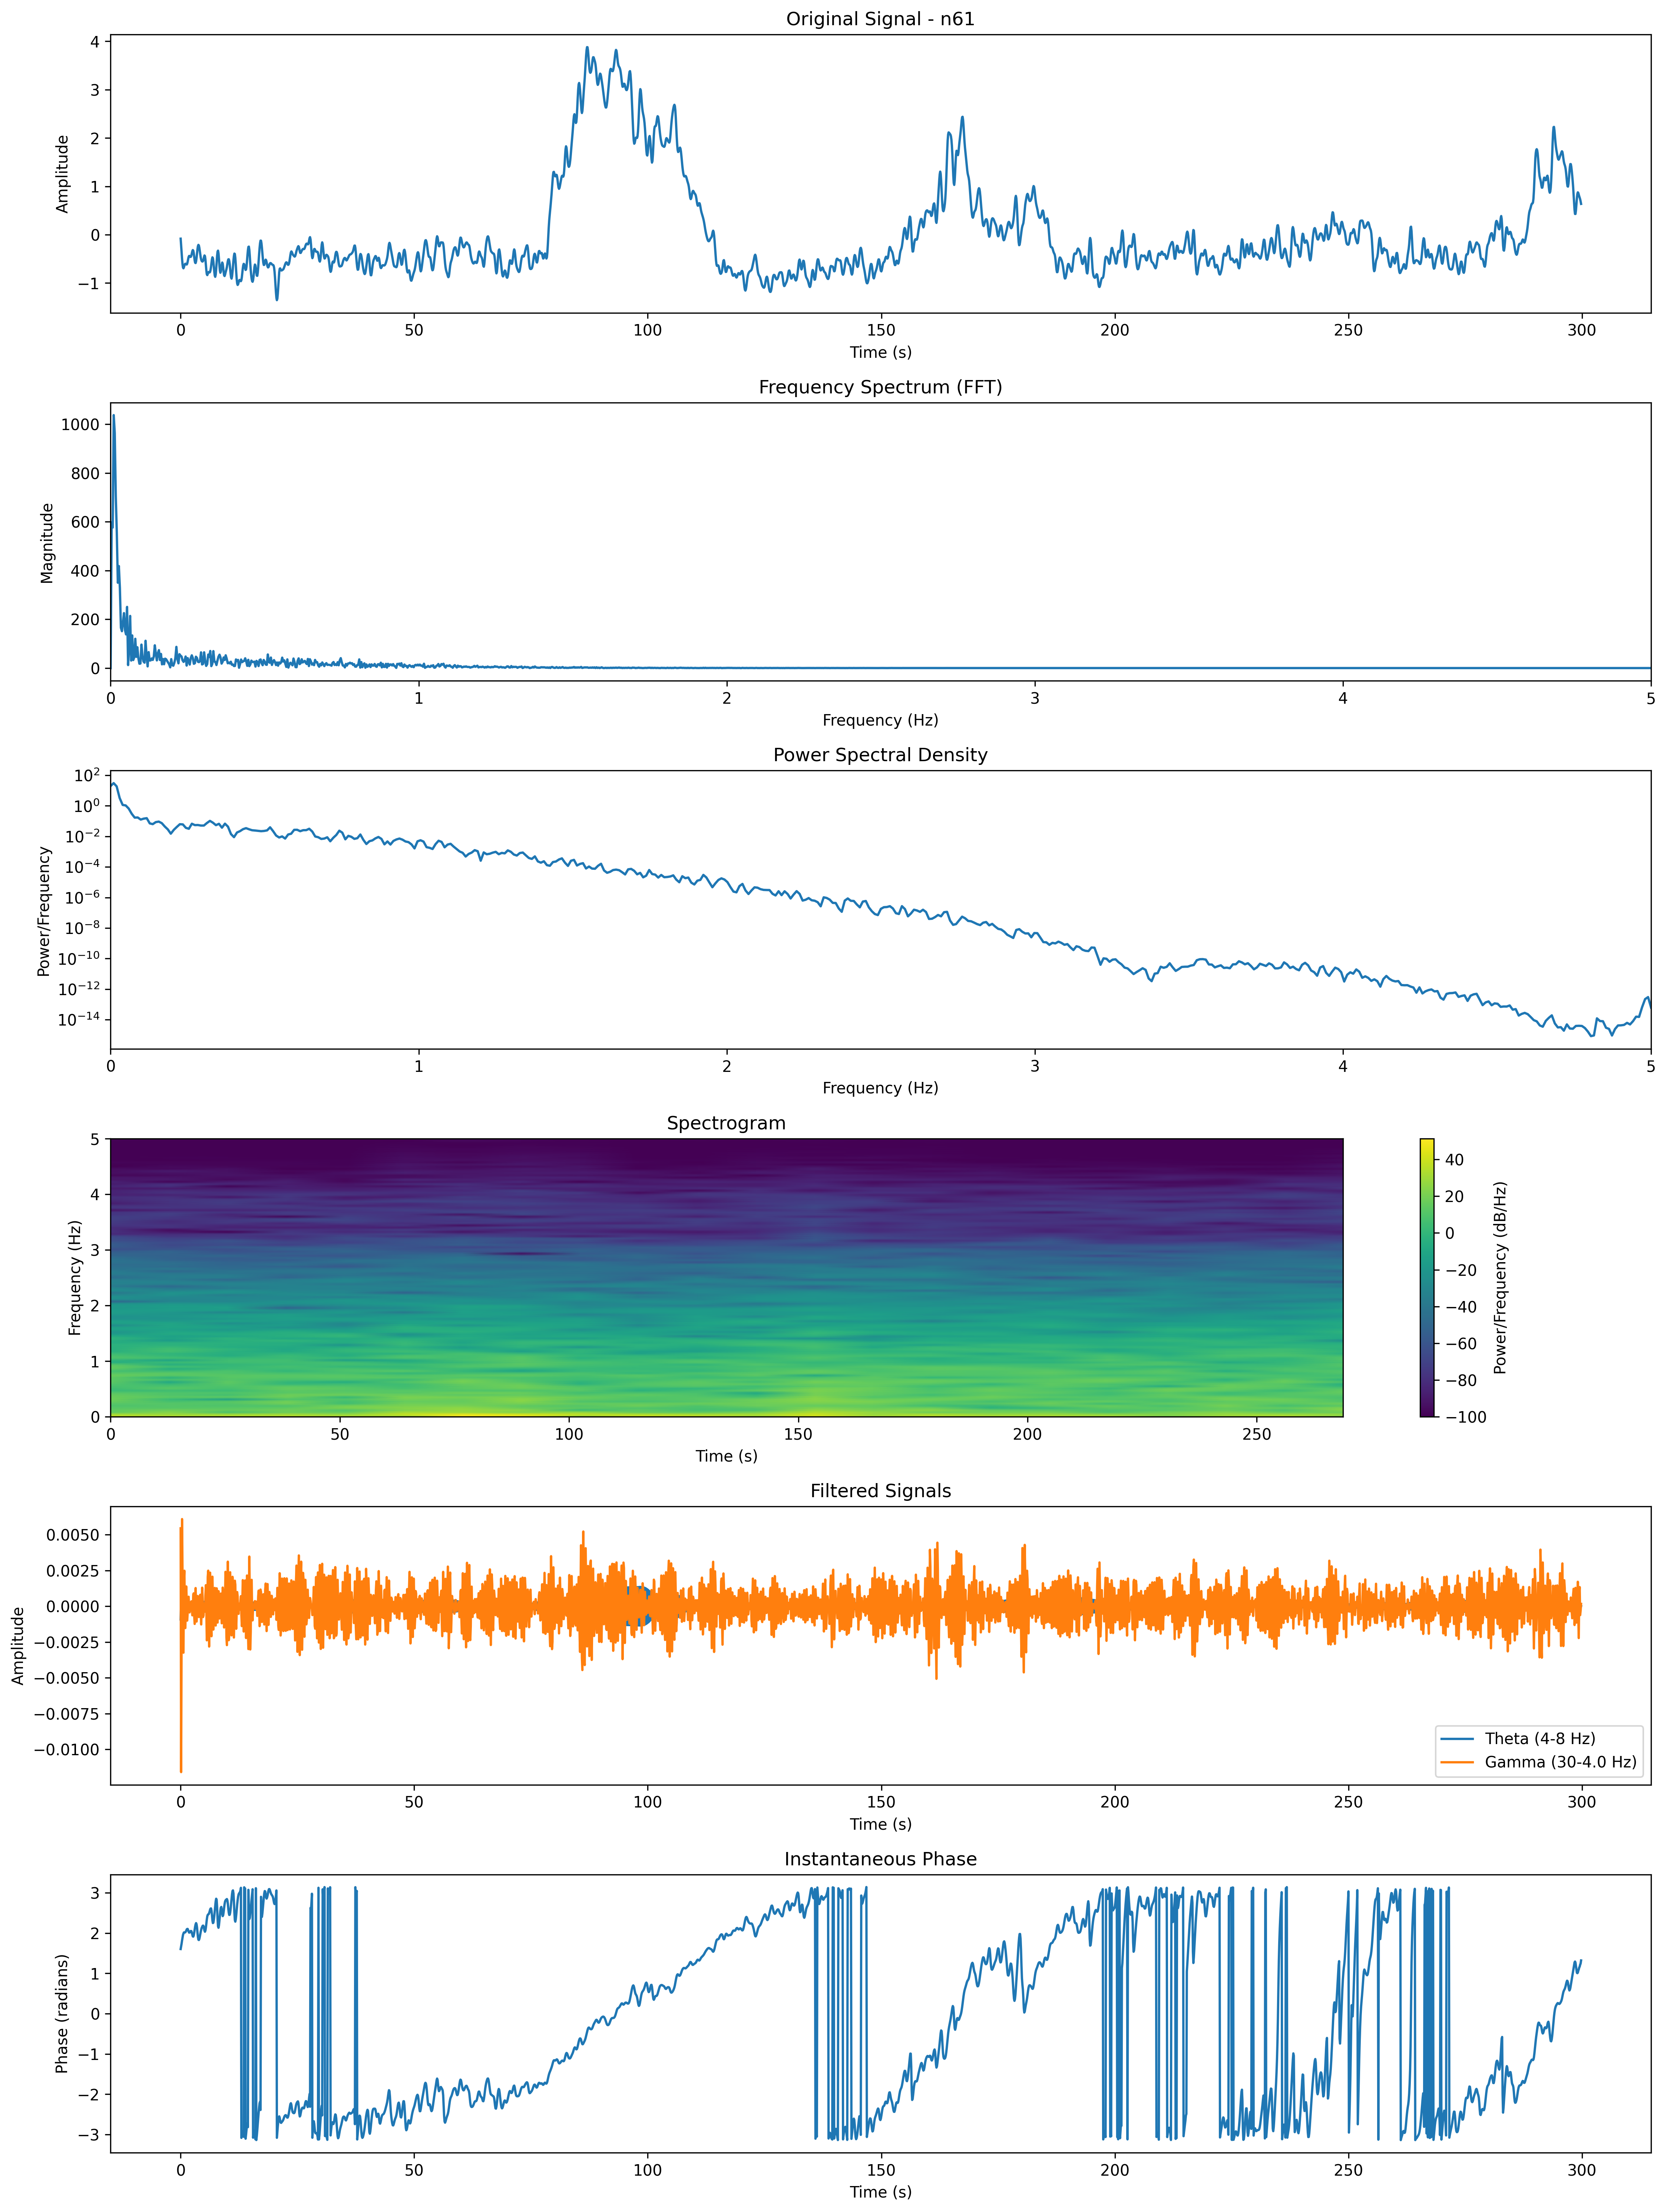 Original Signal - n61
4
3
2
1
0
−1
Amplitude
0 50 100 150 200 250 300
Time (s)
Frequency Spectrum (FFT)
1000
800
600
400
200
0
Magnitude
0 1 2 3 4 5
Frequency (Hz)
Power Spectral Density
10^2
10^0
10^−2
10^−4
10^−6
10^−8
10^−10
10^−12
10^−14
Power/Frequency
0 1 2 3 4 5
Frequency (Hz)
Spectrogram
5
4
3
2
1
0
Frequency (Hz)
0 50 100 150 200 250
Time (s)
40
20
0
−20
−40
−60
−80
−100
Power/Frequency (dB/Hz)
Filtered Signals
0.0050
0.0025
0.0000
−0.0025
−0.0050
−0.0075
−0.0100
Amplitude
Theta (4-8 Hz)
Gamma (30-4.0 Hz)
0 50 100 150 200 250 300
Time (s)
Instantaneous Phase
3
2
1
0
−1
−2
−3
Phase (radians)
0 50 100 150 200 250 300
Time (s)